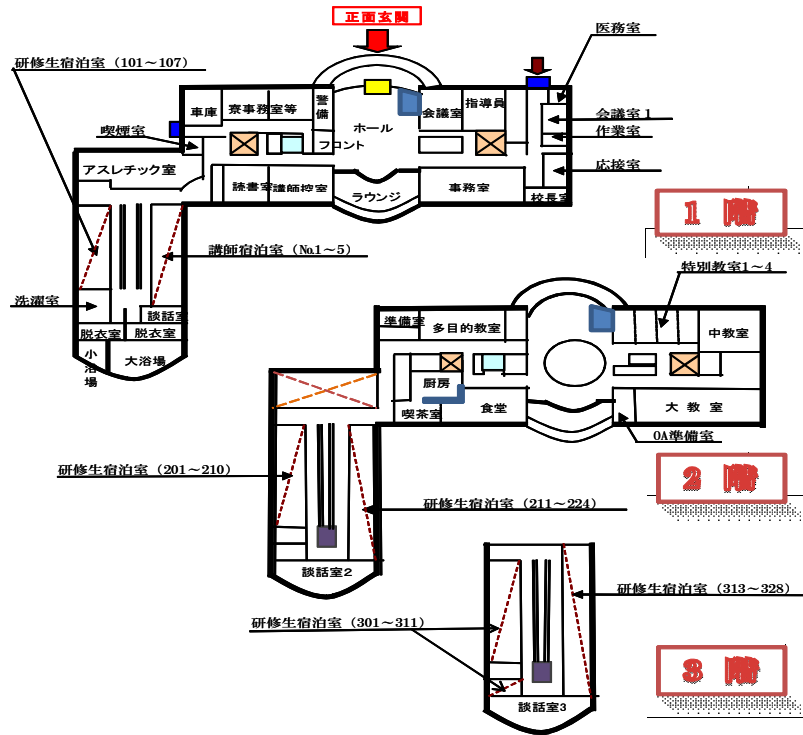 正面玄関
医務室
研修生宿泊室(101~107)
車庫
寮事務室等
警備
会議室
指導員
会議室1
ホール
喫煙室
フロント
作業室
アスレチック室
応接室
読書室
講師控室
ラウンジ
事務室
校長室
1 階
講師宿泊室(№1~5)
特別教室1~4
洗濯室
談話室
脱衣室
脱衣室
小浴場
大浴場
準備室
多目的教室
中教室
厨房
喫茶室
食堂
大教室
OA準備室
研修生宿泊室(201~210)
2 階
研修生宿泊室(211~224)
談話室2
研修生宿泊室(313~328)
研修生宿泊室(301~311)
3 階
談話室3